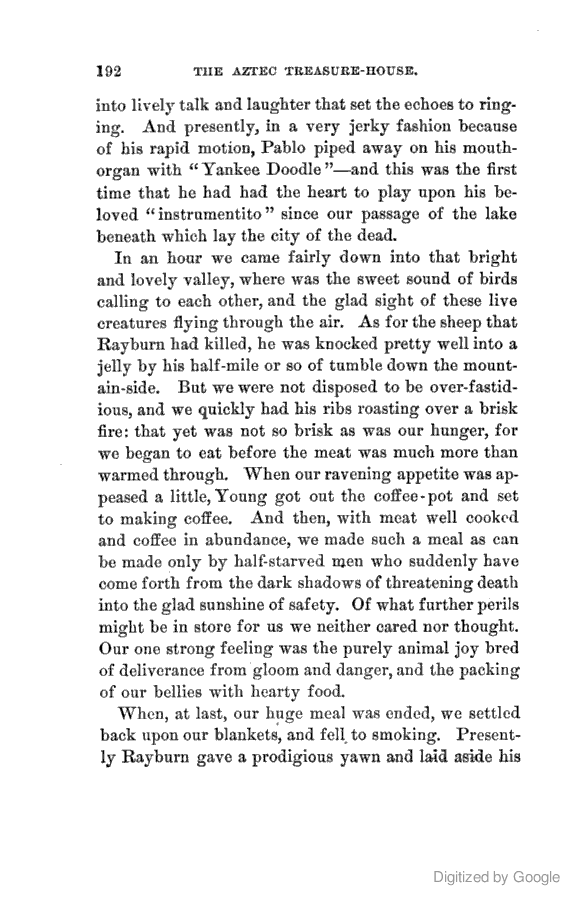 192 THE AZTEC TREASURE-HOUSE.
into lively talk and laughter that set the echoes to ring-
ing. And presently, in a very jerky fashion because
of his rapid motion, Pablo piped away on his mouth-
organ with “Yankee Doodle”—and this was the first
time that he had had the heart to play upon his be-
loved “instrumentito” since our passage of the lake
beneath which lay the city of the dead.
In an hour we came fairly down into that bright
and lovely valley, where was the sweet sound of birds
calling to each other, and the glad sight of these live
creatures flying through the air. As for the sheep that
Rayburn had killed, he was knocked pretty well into a
jelly by his half-mile or so of tumble down the mount-
ain-side. But we were not disposed to be over-fastid-
ious, and we quickly had his ribs roasting over a brisk
fire: that yet was not so brisk as was our hunger, for
we began to eat before the meat was much more than
warmed through. When our ravening appetite was ap-
peased a little, Young got out the coffee-pot and set
to making coffee. And then, with meat well cooked
and coffee in abundance, we made such a meal as can
be made only by half-starved men who suddenly have
come forth from the dark shadows of threatening death
into the glad sunshine of safety. Of what further perils
might be in store for us we neither cared nor thought.
Our one strong feeling was the purely animal joy bred
of deliverance from gloom and danger, and the packing
of our bellies with hearty food.
When, at last, our huge meal was ended, we settled
back upon our blankets, and fell to smoking. Present-
ly Rayburn gave a prodigious yawn and laid aside his
Digitized by Google